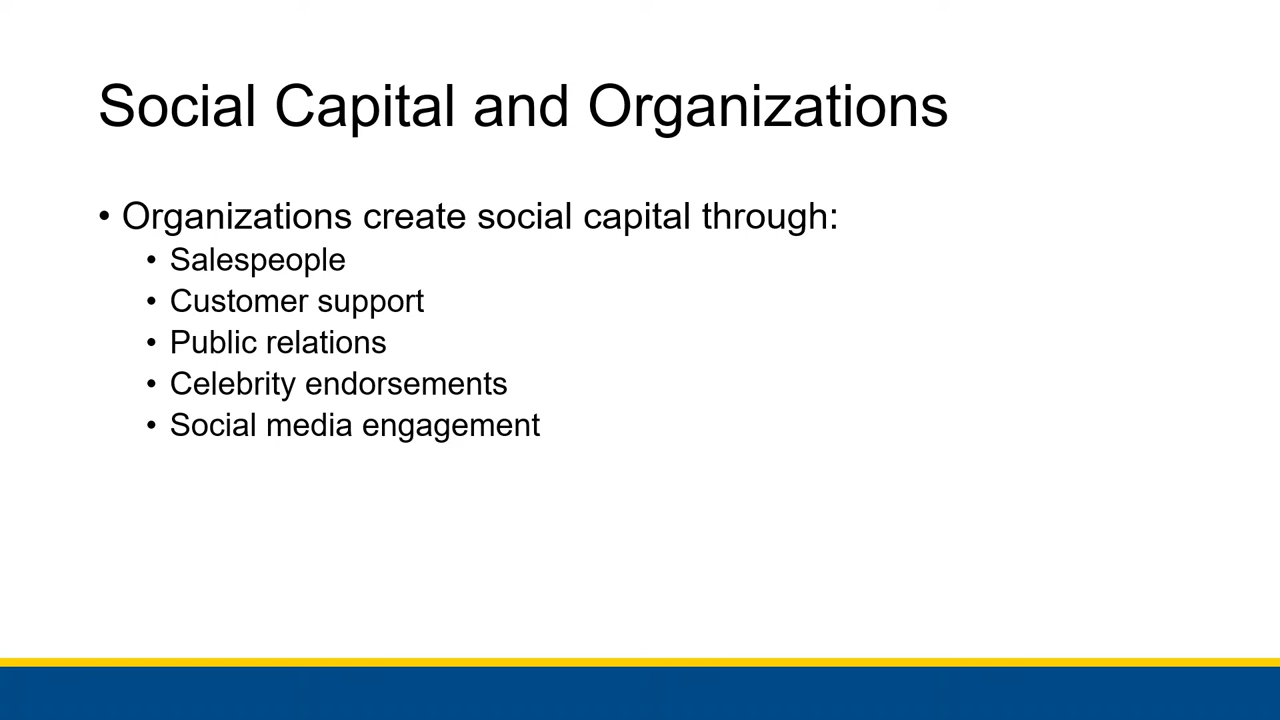 Social Capital and Organizations
• Organizations create social capital through:
• Salespeople
• Customer support
• Public relations
• Celebrity endorsements
• Social media engagement